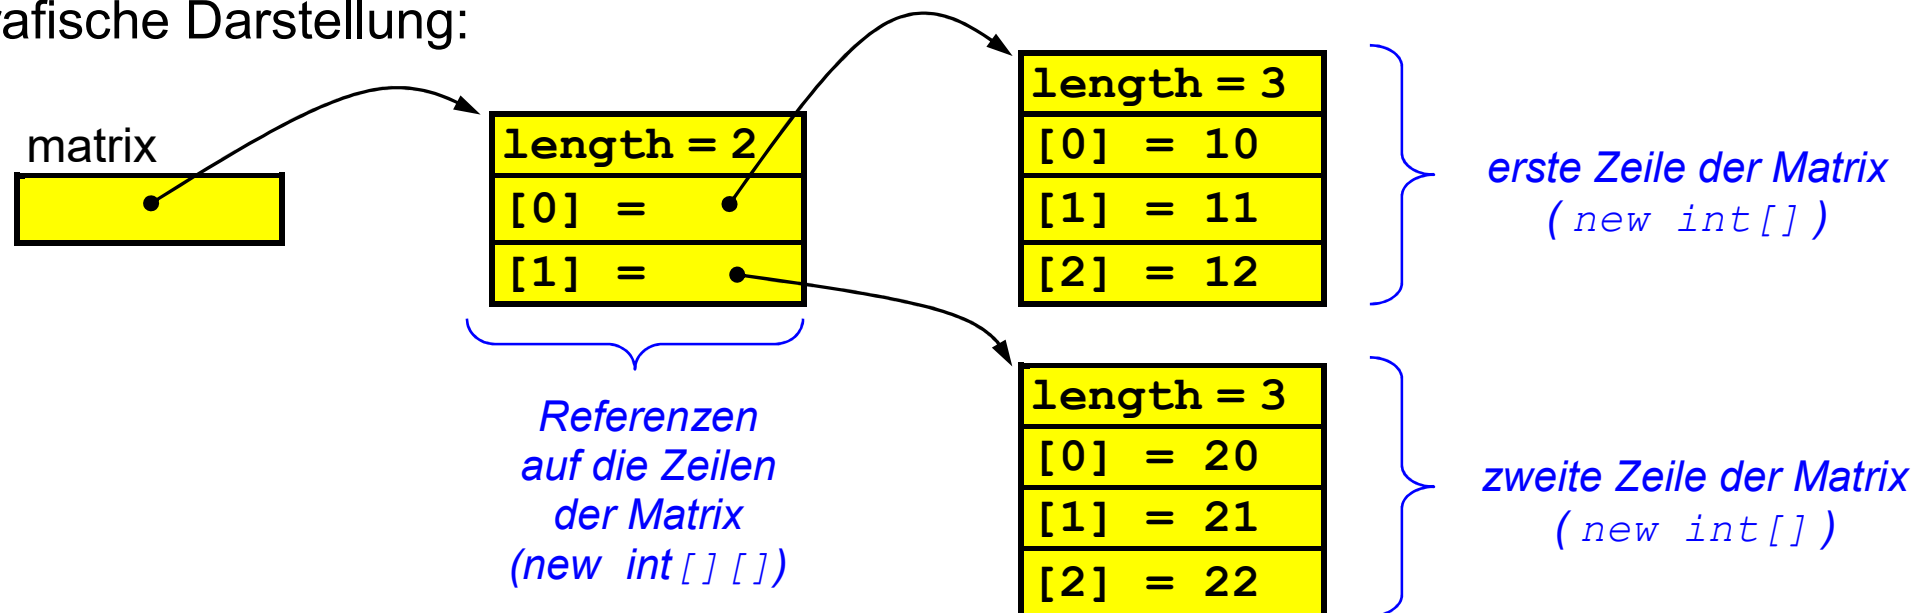 rafische Darstellung:
matrix
length = 2
[0] =
[1] =
Referenzen
auf die Zeilen
der Matrix
(new int[][])
length = 3
[0] = 10
[1] = 11
[2] = 12
erste Zeile der Matrix
( new int[] )
length = 3
[0] = 20
[1] = 21
[2] = 22
zweite Zeile der Matrix
( new int[] )